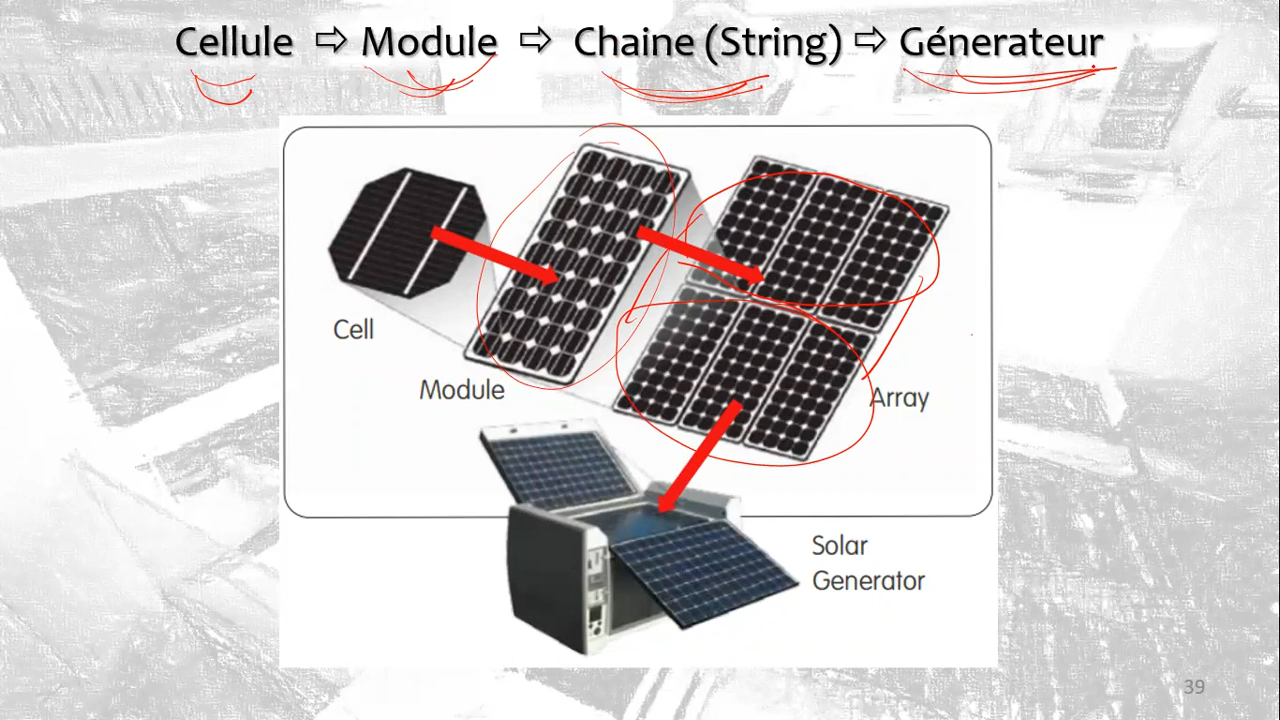 Cellule ⇨ Module ⇨ Chaine (String) ⇨ Génerateur
Cell
Module
Array
Solar
Generator
39